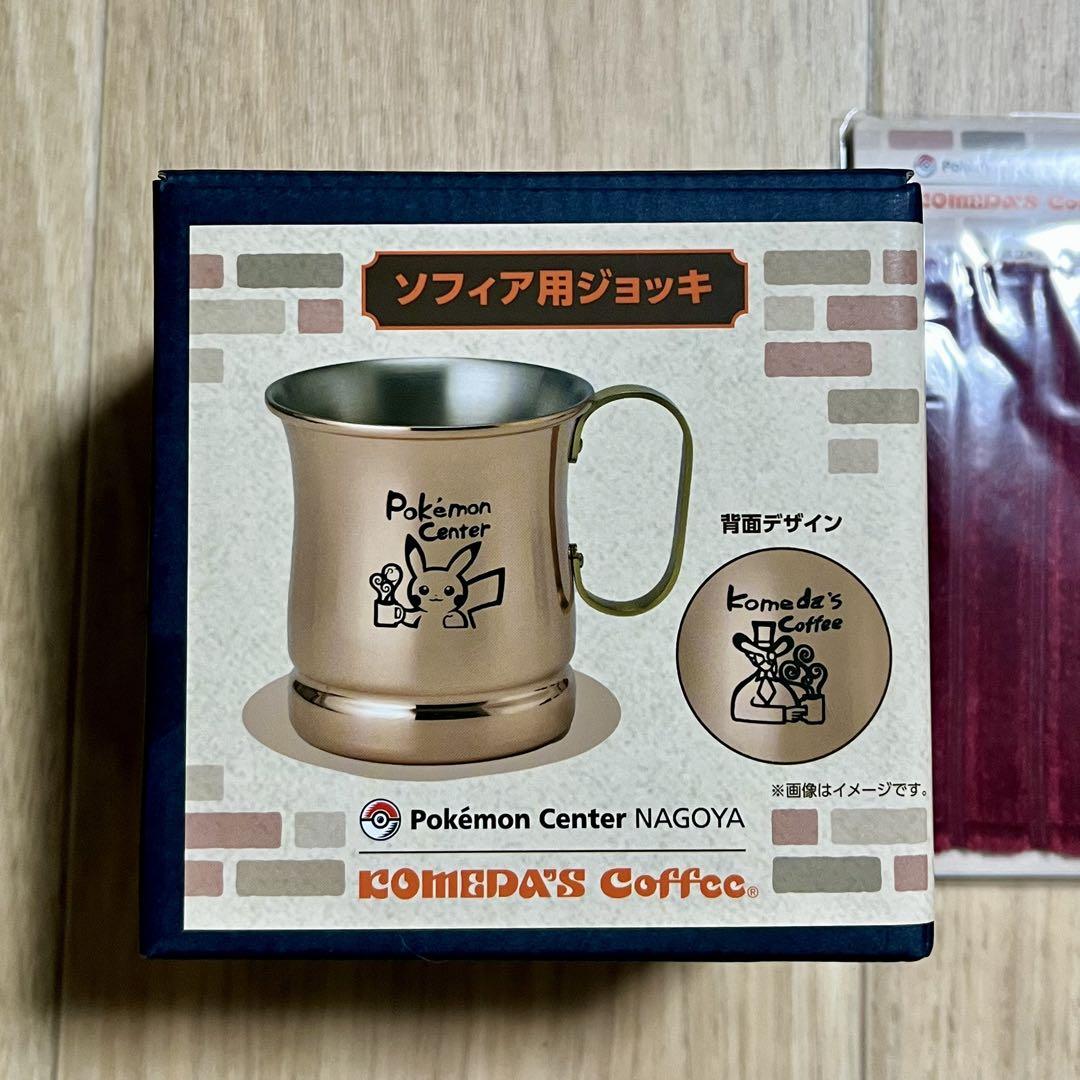 ソフィア用ジョッキ
Pokémon
Center
背面デザイン
Komeda's
Coffee
※画像はイメージです。
Pokémon Center NAGOYA
KOMEDA'S Coffee®